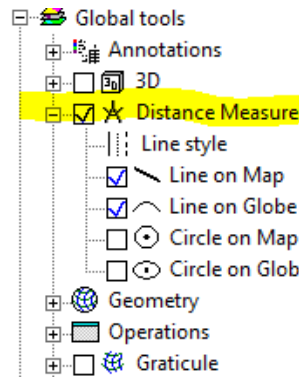 Global tools
Annotations
3D
Distance Measure
Line style
Line on Map
Line on Globe
Circle on Map
Circle on Glob
Geometry
Operations
Graticule